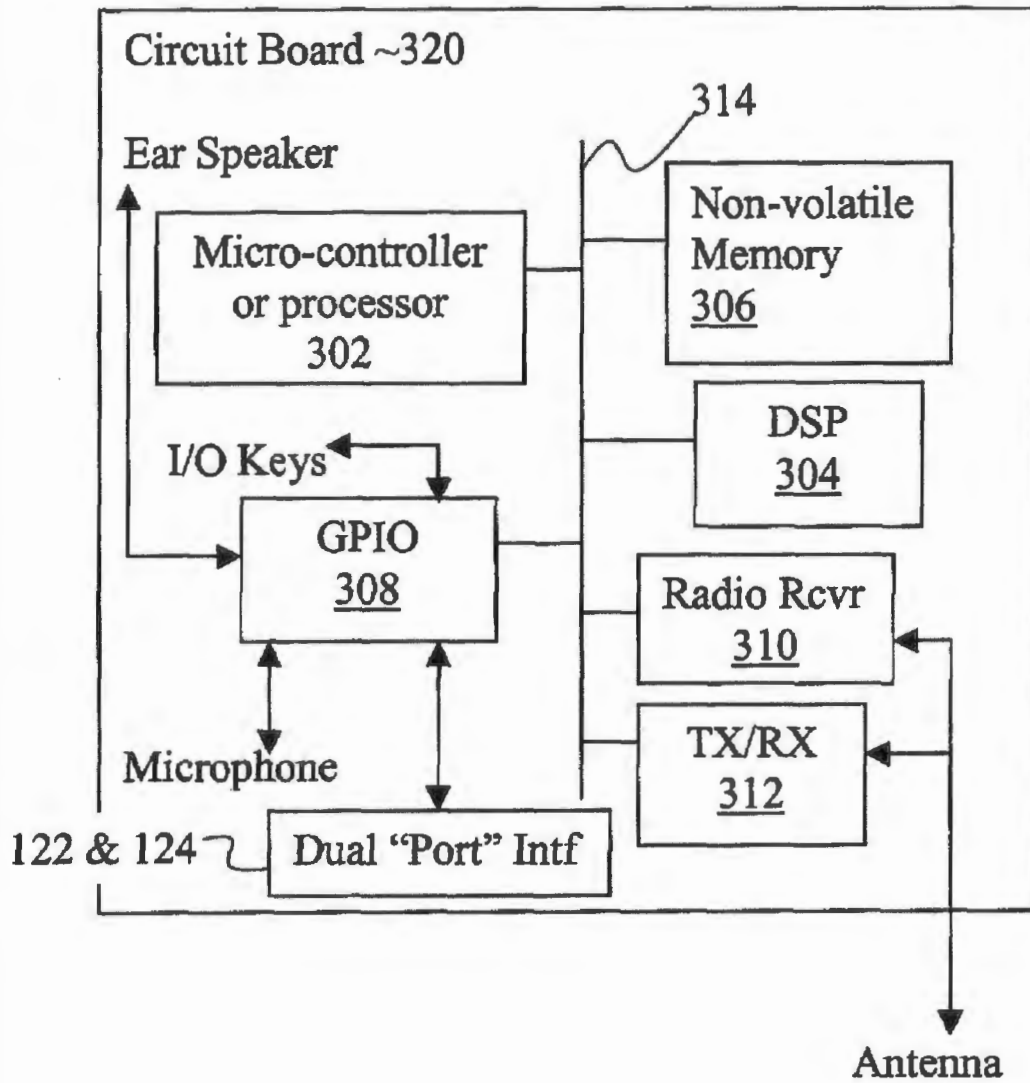 Circuit Board ~320
314
Ear Speaker
Micro-controller
or processor
302
Non-volatile
Memory
306
DSP
304
I/O Keys
GPIO
308
Radio Rcvr
310
Microphone
TX/RX
312
122 & 124
Dual “Port” Intf
Antenna